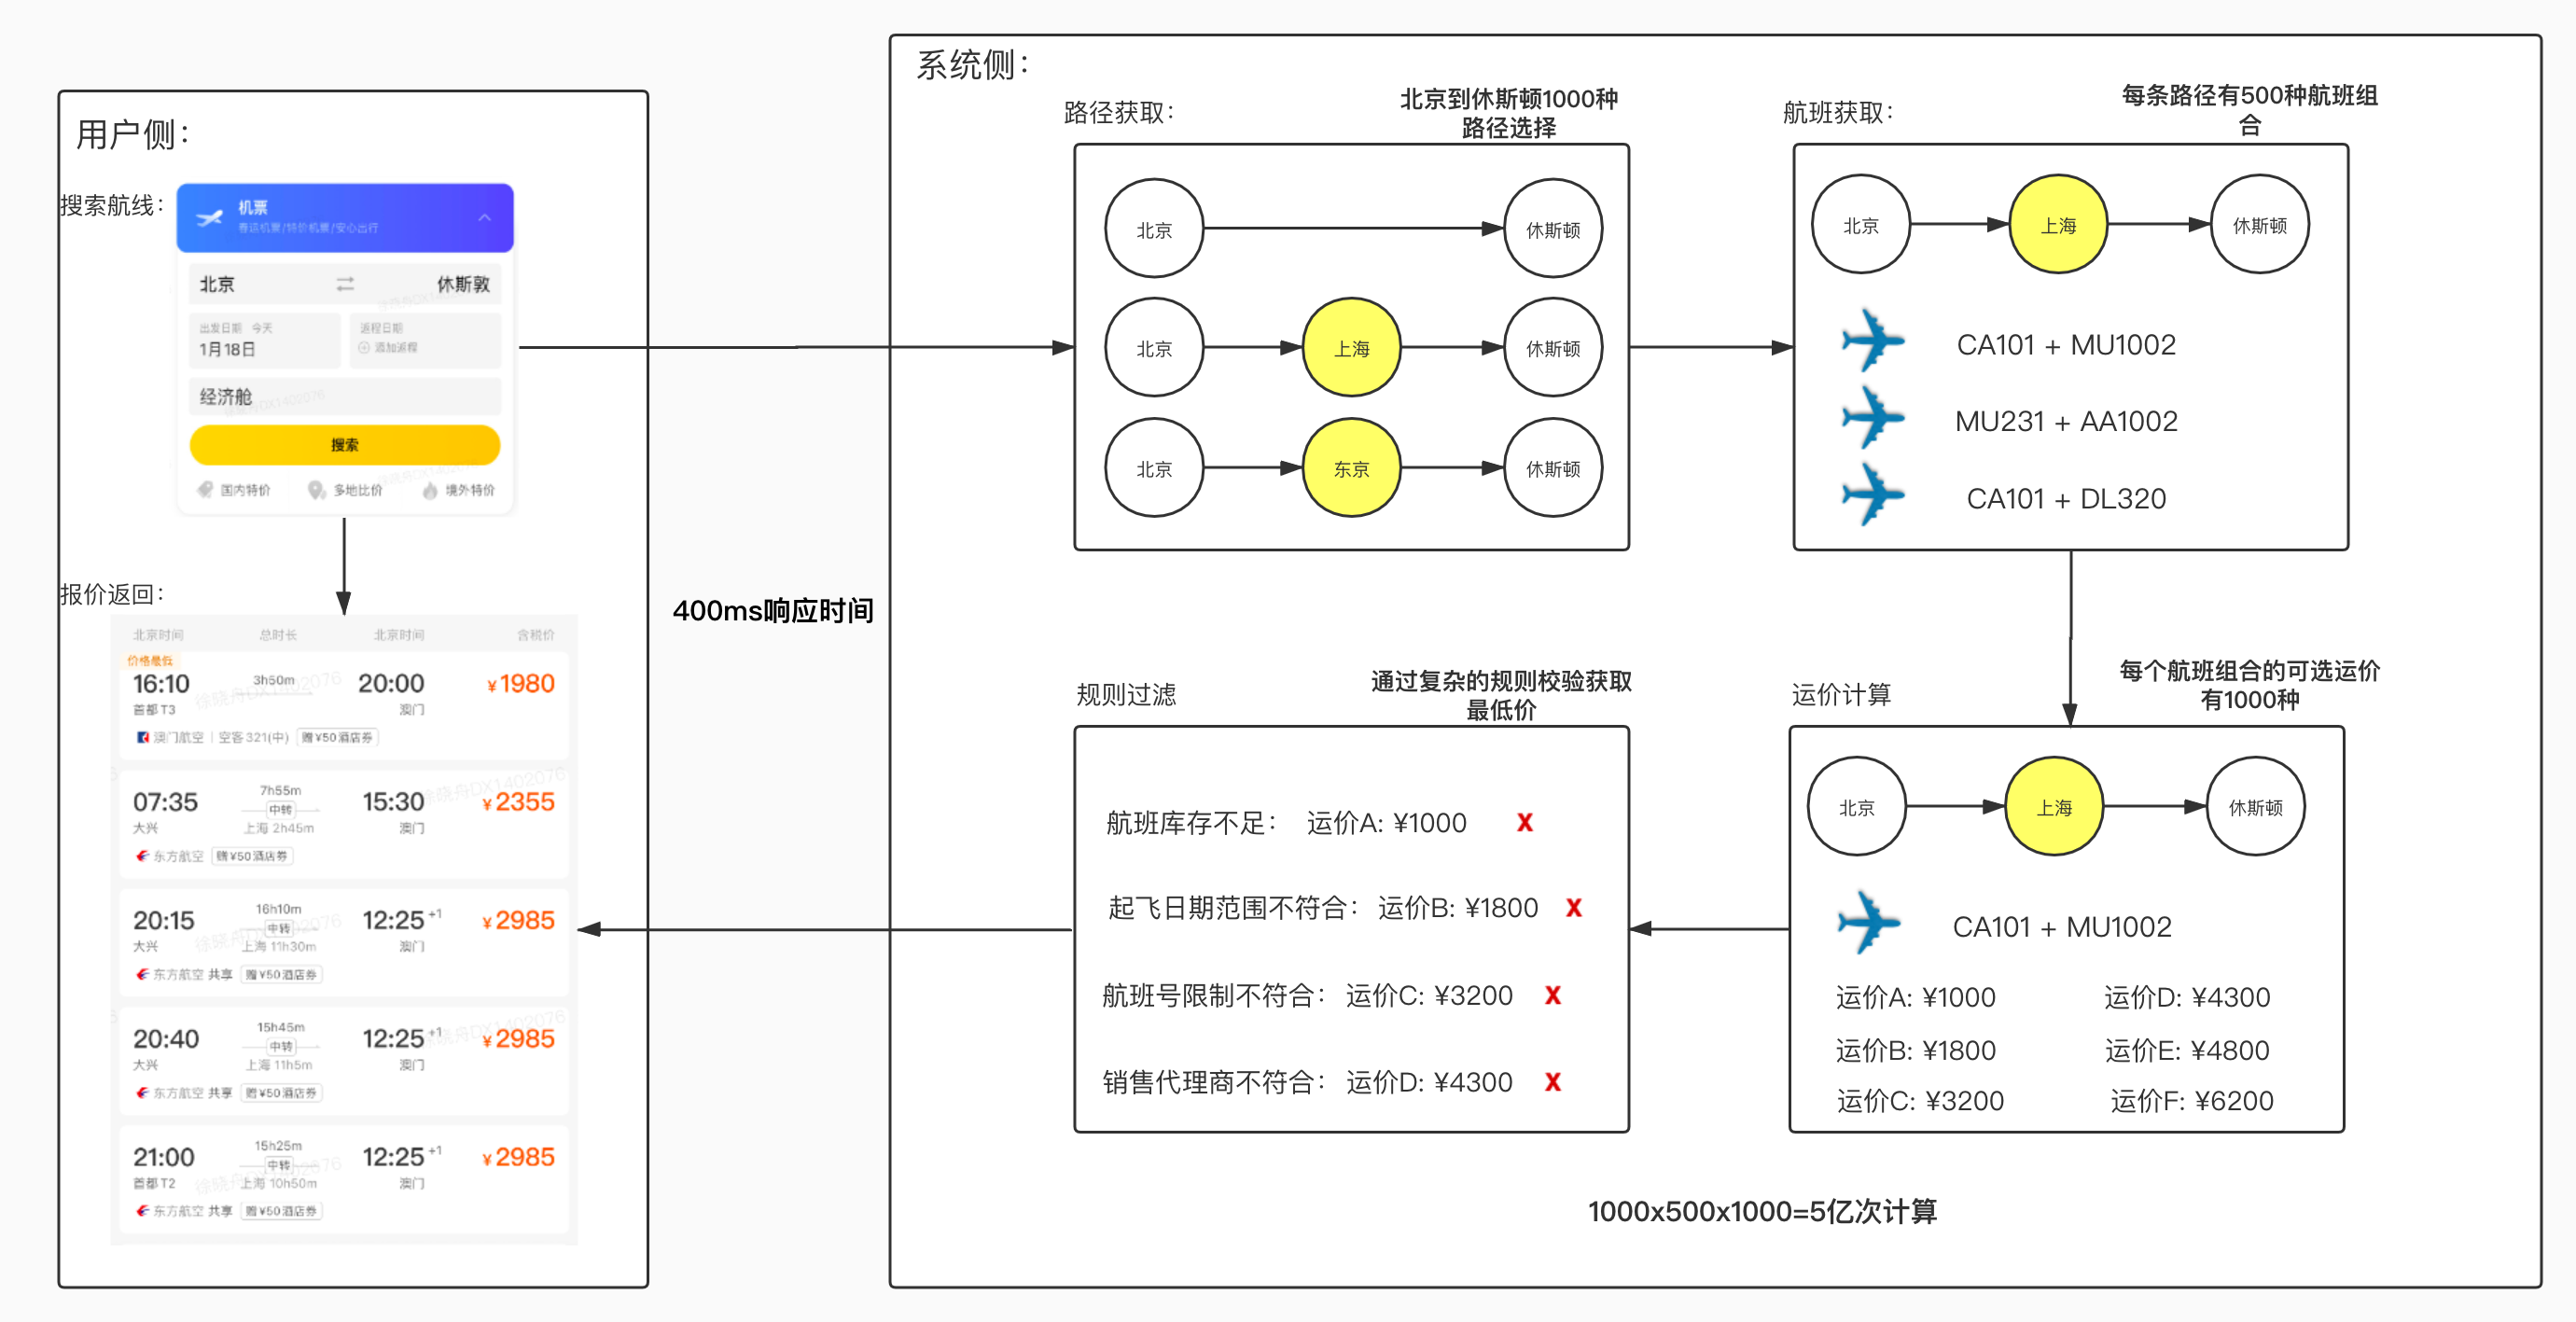 用户侧：
搜索航线：
机票
春运机票/特价机票/安心出行
北京
休斯敦
出发日期 今天
返程日期
1月18日
添加返程
经济舱
搜索
国内特价
多地比价
境外特价
报价返回：
北京时间 总时长 北京时间 含税价
价格最低
16:10 3h50m 20:00 ¥1980
首都T3 澳门
澳门航空 | 空客321(中) 赠¥50酒店券
07:35 7h55m 15:30 ¥2355
中转
大兴 上海 2h45m 澳门
东方航空 赠¥50酒店券
20:15 16h10m 12:25 +1 ¥2985
中转
大兴 上海 11h30m 澳门
东方航空 共享 赠¥50酒店券
20:40 15h45m 12:25 +1 ¥2985
中转
大兴 上海 11h5m 澳门
东方航空 共享 赠¥50酒店券
21:00 15h25m 12:25 +1 ¥2985
中转
首都T2 上海 10h50m 澳门
东方航空 共享 赠¥50酒店券
徐晓舟DX1402076
400ms响应时间
系统侧：
路径获取：
北京到休斯顿1000种
路径选择
北京 休斯顿
北京 上海 休斯顿
北京 东京 休斯顿
航班获取：
每条路径有500种航班组
合
北京 上海 休斯顿
CA101 + MU1002
MU231 + AA1002
CA101 + DL320
运价计算
每个航班组合的可选运价
有1000种
北京 上海 休斯顿
CA101 + MU1002
运价A: ¥1000 运价D: ¥4300
运价B: ¥1800 运价E: ¥4800
运价C: ¥3200 运价F: ¥6200
规则过滤
通过复杂的规则校验获取
最低价
航班库存不足： 运价A: ¥1000 X
起飞日期范围不符合： 运价B: ¥1800 X
航班号限制不符合： 运价C: ¥3200 X
销售代理商不符合： 运价D: ¥4300 X
1000x500x1000=5亿次计算